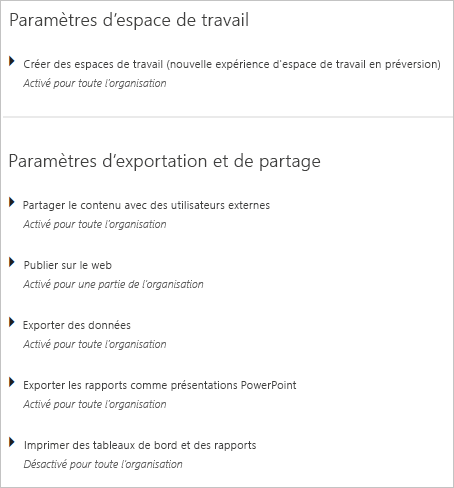 Paramètres d'espace de travail
Créer des espaces de travail (nouvelle expérience d'espace de travail en préversion)
Activé pour toute l'organisation
Paramètres d'exportation et de partage
Partager le contenu avec des utilisateurs externes
Activé pour toute l'organisation
Publier sur le web
Activé pour une partie de l'organisation
Exporter des données
Activé pour toute l'organisation
Exporter les rapports comme présentations PowerPoint
Activé pour toute l'organisation
Imprimer des tableaux de bord et des rapports
Désactivé pour toute l'organisation